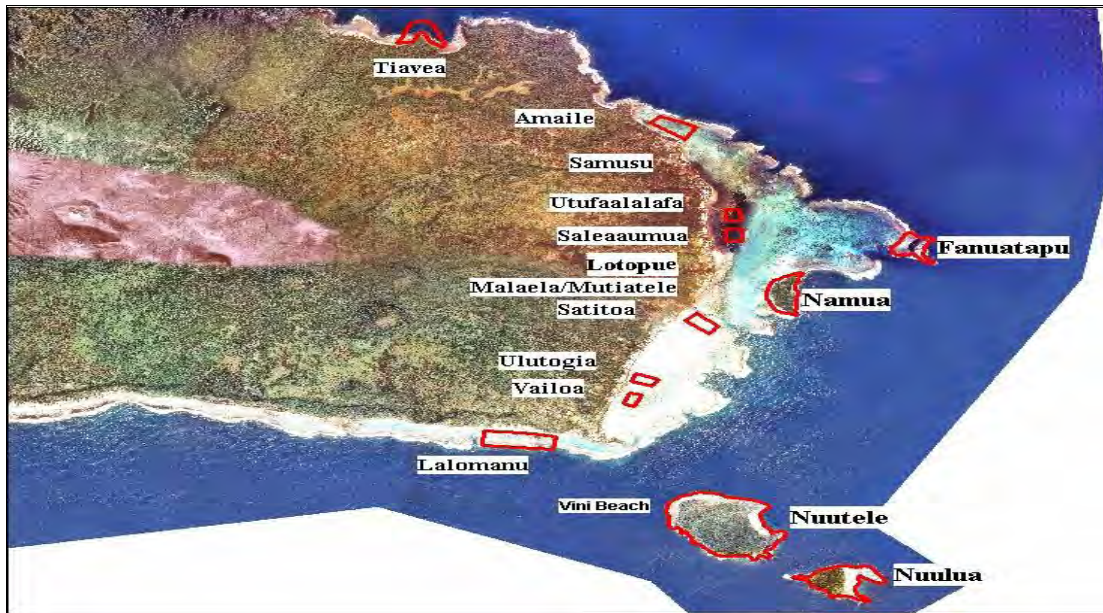 Tiavea
Amaile
Samusu
Utufaalalafa
Saleaaumua
Fanuatapu
Lotopue
Malaela/Mutiatele
Namua
Satitoa
Ulutogia
Vailoa
Lalomanu
Vini Beach
Nuutele
Nuulua